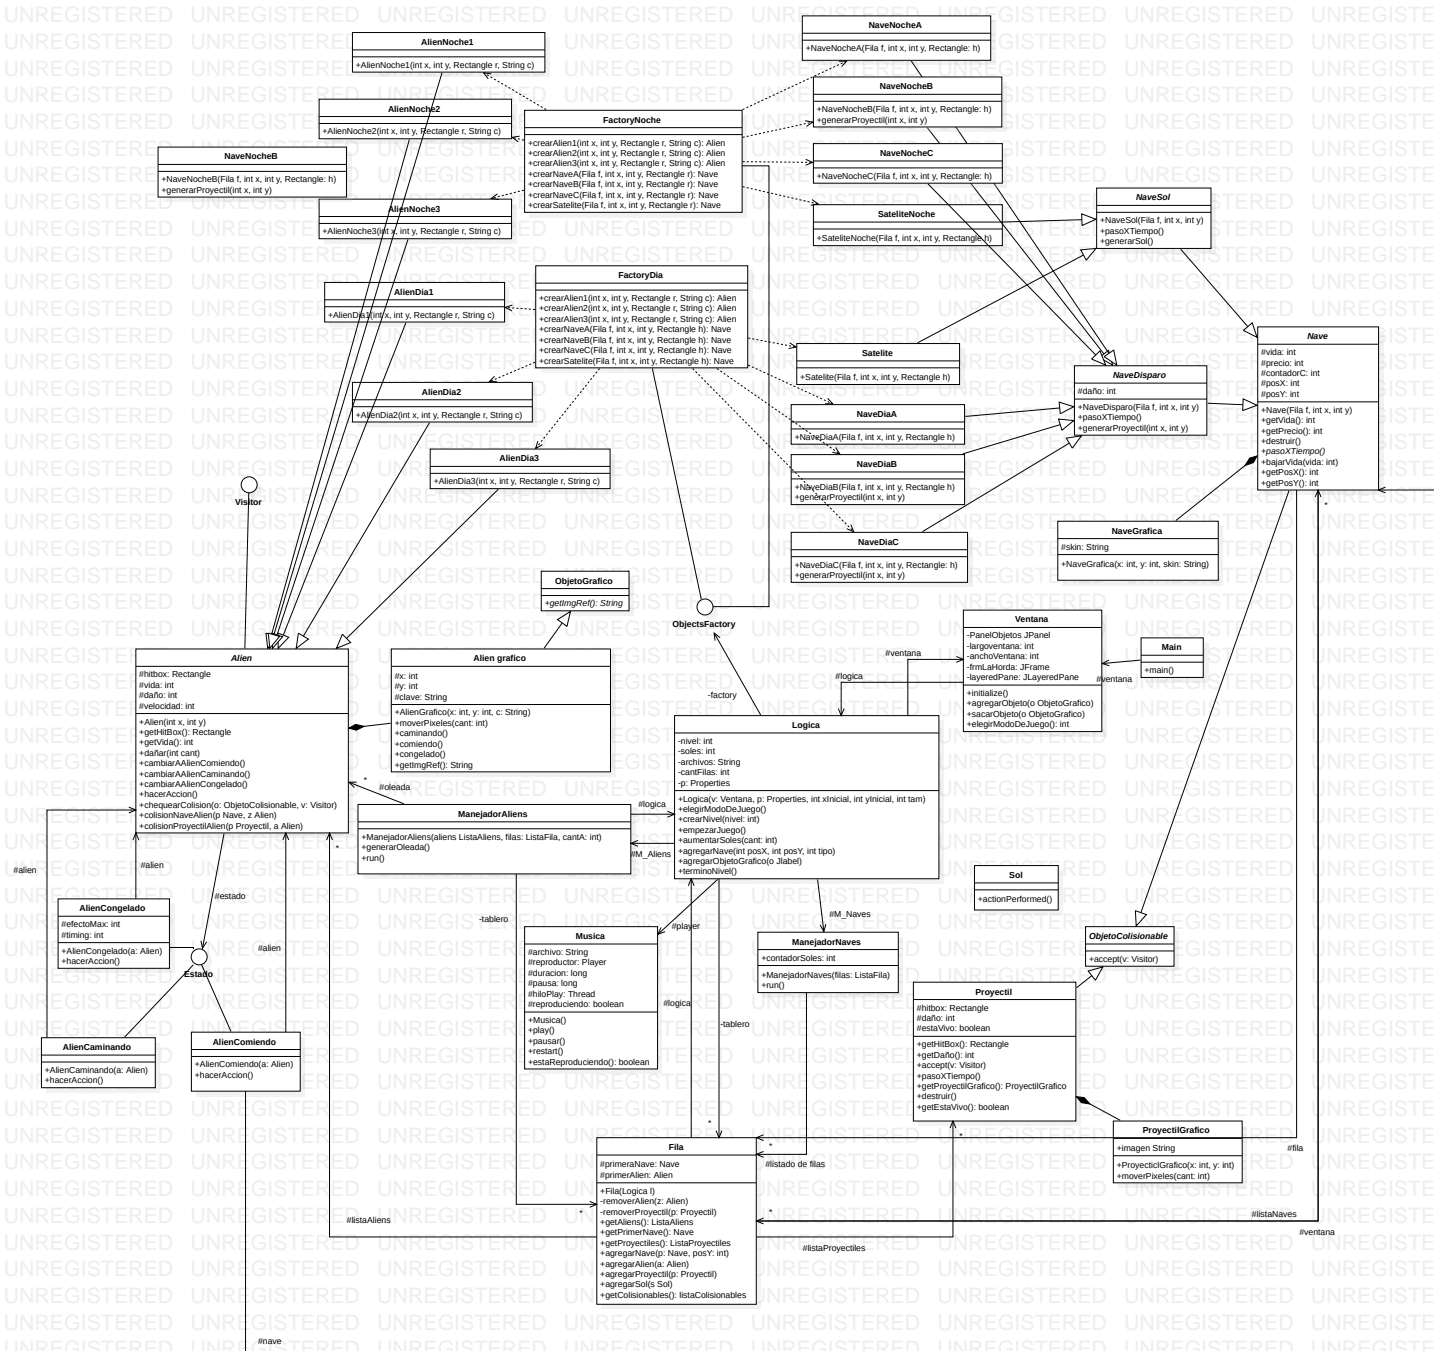 AlienNoche1
+AlienNoche1(int x, int y, Rectangle r, String c)
AlienNoche2
+AlienNoche2(int x, int y, Rectangle r, String c)
NaveNocheB
+NaveNocheB(Fila f, int x, int y, Rectangle: h)
+generarProyectil(int x, int y)
AlienNoche3
+AlienNoche3(int x, int y, Rectangle r, String c)
FactoryNoche
+crearAlien1(int x, int y, Rectangle r, String c): Alien
+crearAlien2(int x, int y, Rectangle r, String c): Alien
+crearAlien3(int x, int y, Rectangle r, String c): Alien
+crearNaveA(Fila f, int x, int y, Rectangle r): Nave
+crearNaveB(Fila f, int x, int y, Rectangle r): Nave
+crearNaveC(Fila f, int x, int y, Rectangle r): Nave
+crearSatelite(Fila f, int x, int y, Rectangle r): Nave
NaveNocheA
+NaveNocheA(Fila f, int x, int y, Rectangle: h)
NaveNocheB
+NaveNocheB(Fila f, int x, int y, Rectangle: h)
+generarProyectil(int x, int y)
NaveNocheC
+NaveNocheC(Fila f, int x, int y, Rectangle: h)
SateliteNoche
+SateliteNoche(Fila f, int x, int y, Rectangle h)
NaveSol
+NaveSol(Fila f, int x, int y)
+pasoXTiempo()
+generarSol()
AlienDia1
+AlienDia1(int x, int y, Rectangle r, String c)
FactoryDia
+crearAlien1(int x, int y, Rectangle r, String c): Alien
+crearAlien2(int x, int y, Rectangle r, String c): Alien
+crearAlien3(int x, int y, Rectangle r, String c): Alien
+crearNaveA(Fila f, int x, int y, Rectangle h): Nave
+crearNaveB(Fila f, int x, int y, Rectangle h): Nave
+crearNaveC(Fila f, int x, int y, Rectangle h): Nave
+crearSatelite(Fila f, int x, int y, Rectangle h): Nave
AlienDia2
+AlienDia2(int x, int y, Rectangle r, String c)
AlienDia3
+AlienDia3(int x, int y, Rectangle r, String c)
Satelite
+Satelite(Fila f, int x, int y, Rectangle h)
NaveDiaA
+NaveDiaA(Fila f, int x, int y, Rectangle h)
NaveDiaB
+NaveDiaB(Fila f, int x, int y, Rectangle h)
+generarProyectil(int x, int y)
NaveDiaC
+NaveDiaC(Fila f, int x, int y, Rectangle: h)
+generarProyectil(int x, int y)
NaveDisparo
#daño: int
+NaveDisparo(Fila f, int x, int y)
+pasoXTiempo()
+generarProyectil(int x, int y)
Nave
#vida: int
#precio: int
#contadorC: int
#posX: int
#posY: int
+Nave(Fila f, int x, int y)
+getVida(): int
+getPrecio(): int
+destruir()
+pasoXTiempo()
+bajarVida(vida: int)
+getPosX(): int
+getPosY(): int
*
NaveGrafica
#skin: String
+NaveGrafica(x: int, y: int, skin: String)
Visitor
ObjetoGrafico
+getImgRef(): String
ObjectsFactory
-factory
Ventana
-PanelObjetos JPanel
-largoventana: int
-anchoVentana: int
-frmLaHorda: JFrame
-layeredPane: JLayeredPane
+initialize()
+agregarObjeto(o ObjetoGrafico)
+sacarObjeto(o ObjetoGrafico)
+elegirModoDeJuego(): int
Main
+main()
#ventana
#ventana
#logica
Alien
#hitbox: Rectangle
#vida: int
#daño: int
#velocidad: int
+Alien(int x, int y)
+getHitBox(): Rectangle
+getVida(): int
+dañar(int cant)
+cambiarAAlienComiendo()
+cambiarAAlienCaminando()
+cambiarAAlienCongelado()
+hacerAccion()
+chequearColision(o: ObjetoColisionable, v: Visitor)
+colisionNaveAlien(p Nave, z Alien)
+colisionProyectilAlien(p Proyectil, a Alien)
Alien grafico
#x: int
#y: int
#clave: String
+AlienGrafico(x: int, y: int, c: String)
+moverPixeles(cant: int)
+caminando()
+comiendo()
+congelado()
+getImgRef(): String
*
#oleada
ManejadorAliens
+ManejadorAliens(aliens ListaAliens, filas: ListaFila, cantA: int)
+generarOleada()
+run()
*
#logica
#M_Aliens
Logica
-nivel: int
-soles: int
-archivos: String
-cantFilas: int
-p: Properties
+Logica(v: Ventana, p: Properties, int xInicial, int yInicial, int tam)
+elegirModoDeJuego()
+crearNivel(nivel: int)
+empezarJuego()
+aumentarSoles(cant: int)
+agregarNave(int posX, int posY, int tipo)
+agregarObjetoGrafico(o Jlabel)
+terminoNivel()
#alien
#alien
#estado
#alien
AlienCongelado
#efectoMax: int
#timing: int
+AlienCongelado(a: Alien)
+hacerAccion()
Estado
AlienCaminando
+AlienCaminando(a: Alien)
+hacerAccion()
AlienComiendo
+AlienComiendo(a: Alien)
+hacerAccion()
-tablero
#player
#M_Naves
Musica
#archivo: String
#reproductor: Player
#duracion: long
#pausa: long
#hiloPlay: Thread
#reproduciendo: boolean
+Musica()
+play()
+pausar()
+restart()
+estaReproduciendo(): boolean
#logica
-tablero
ManejadorNaves
+contadorSoles: int
+ManejadorNaves(filas: ListaFila)
+run()
Sol
+actionPerformed()
ObjetoColisionable
+accept(v: Visitor)
Proyectil
#hitbox: Rectangle
#daño: int
#estaVivo: boolean
+getHitBox(): Rectangle
+getDaño(): int
+accept(v: Visitor)
+pasoXTiempo()
+getProyectilGrafico(): ProyectilGrafico
+destruir()
+getEstaVivo(): boolean
ProyectilGrafico
+imagen String
+ProyecticlGrafico(x: int, y: int)
+moverPixeles(cant: int)
*
*
*
#listado de filas
#fila
Fila
#primeraNave: Nave
#primerAlien: Alien
+Fila(Logica l)
-removerAlien(z: Alien)
-removerProyectil(p: Proyectil)
+getAliens(): ListaAliens
+getPrimerNave(): Nave
+getProyectiles(): ListaProyectiles
+agregarNave(p: Nave, posY: int)
+agregarAlien(a: Alien)
+agregarProyectil(p: Proyectil)
+agregarSol(s Sol)
+getColisionables(): listaColisionables
*
*
#listaAliens
#listaNaves
#listaProyectiles
#ventana
#nave